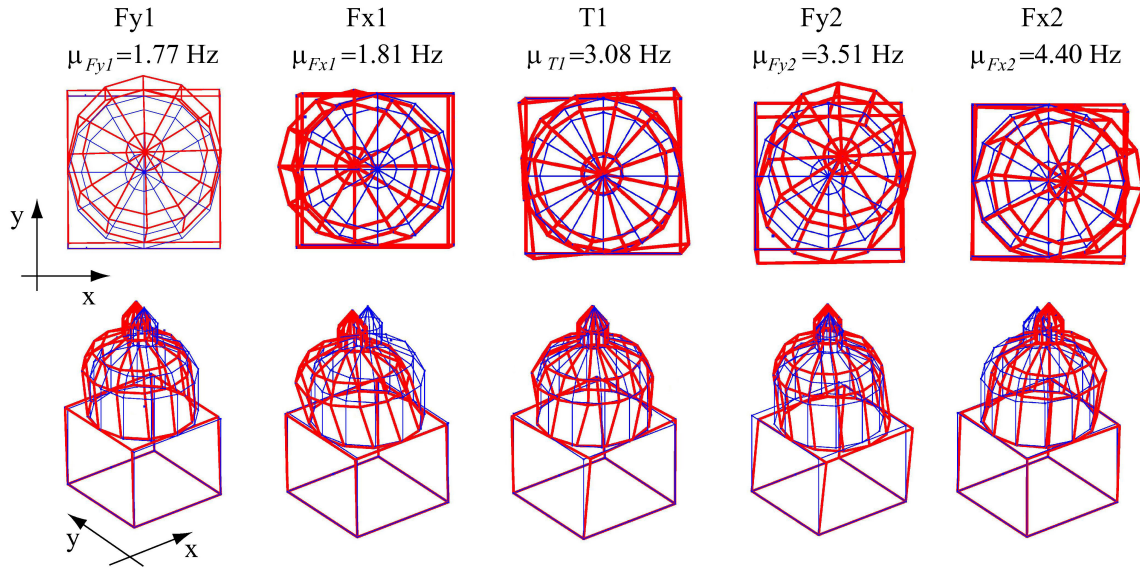 Fy1 Fx1 T1 Fy2 Fx2
μFy1=1.77 Hz μFx1=1.81 Hz μT1=3.08 Hz μFy2=3.51 Hz μFx2=4.40 Hz
y
x
y
x